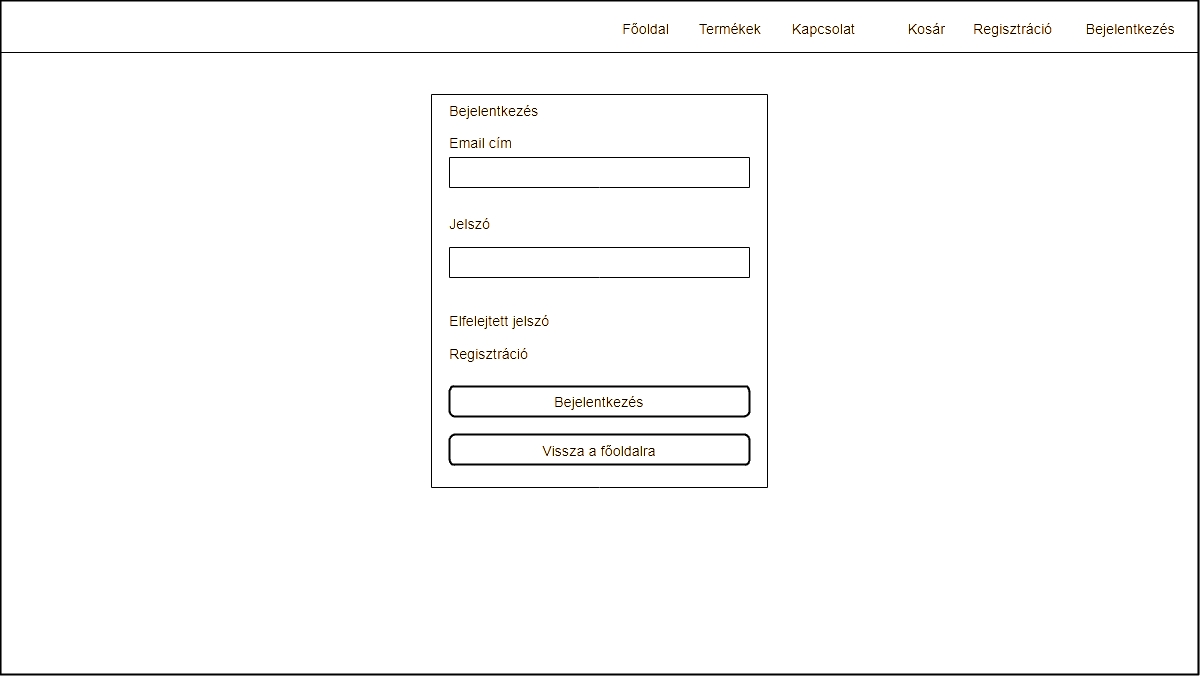 Főoldal Termékek Kapcsolat Kosár Regisztráció Bejelentkezés
Bejelentkezés
Email cím
Jelszó
Elfelejtett jelszó
Regisztráció
Bejelentkezés
Vissza a főoldalra